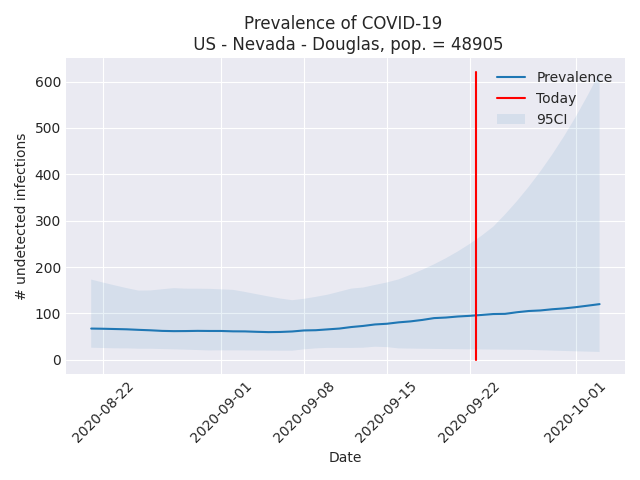 Prevalence of COVID-19
US - Nevada - Douglas, pop. = 48905
Prevalence
Today
95CI
600
500
400
300
200
100
0
# undetected infections
2020-08-22
2020-09-01
2020-09-08
2020-09-15
2020-09-22
2020-10-01
Date